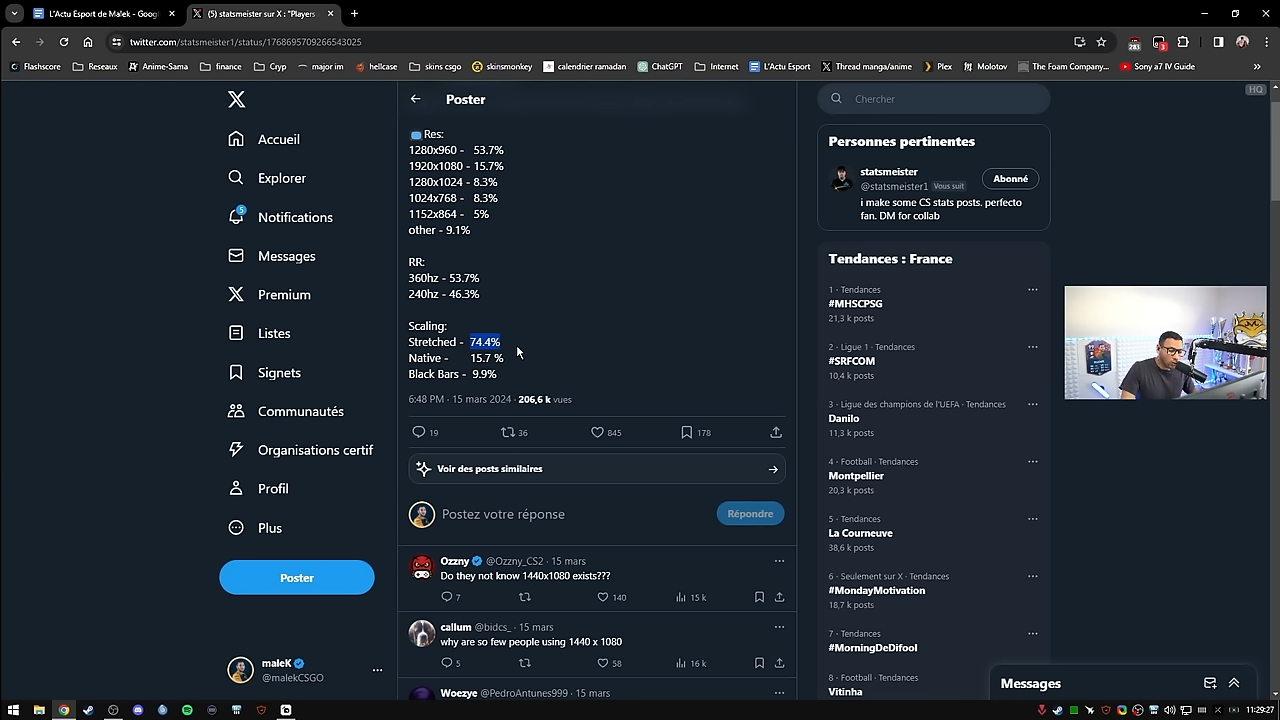 L'Actu Esport de Malek - Googl
(5) statsmeister sur X : "Players
twitter.com/statsmeister1/status/1768695709266543025
281
3
Flashscore
Reseaux
Anime-Sama
finance
Cryp
major im
hellcase
skins csgo
skinsmonkey
calendrier ramadan
ChatGPT
Internet
L'Actu Esport
Thread manga/anime
Plex
Molotov
The Foam Company...
Sony a7 IV Guide
HQ
Accueil
Explorer
5
Notifications
Messages
Premium
Listes
Signets
Communautés
Organisations certif
Profil
Plus
Poster
maleK
@malekCSGO
Poster
Res:
1280x960 - 53.7%
1920x1080 - 15.7%
1280x1024 - 8.3%
1024x768 - 8.3%
1152x864 - 5%
other - 9.1%
RR:
360hz - 53.7%
240hz - 46.3%
Scaling:
Stretched - 74.4%
Native - 15.7 %
Black Bars - 9.9%
6:48 PM · 15 mars 2024 · 206,6 k vues
19 36 845 178
Voir des posts similaires
Postez votre réponse
Répondre
Ozzny @Ozzny_CS2 · 15 mars
Do they not know 1440x1080 exists???
7 140 15 k
callum @bidcs_ · 15 mars
why are so few people using 1440 x 1080
5 58 16 k
Woezye @PedroAntunes999 · 15 mars
Chercher
Personnes pertinentes
statsmeister
@statsmeister1 Vous suit
Abonné
i make some CS stats posts. perfecto
fan. DM for collab
Tendances : France
1 · Tendances
#MHSCPSG
21,3 k posts
2 · Ligue 1 · Tendances
#SRFCOM
10,4 k posts
3 · Ligue des champions de l'UEFA · Tendances
Danilo
11,3 k posts
4 · Football · Tendances
Montpellier
20,3 k posts
5 · Tendances
La Courneuve
38,6 k posts
6 · Seulement sur X · Tendances
#MondayMotivation
18,7 k posts
7 · Tendances
#MorningDeDifool
8 · Football · Tendances
Vitinha
Messages
11:29:27